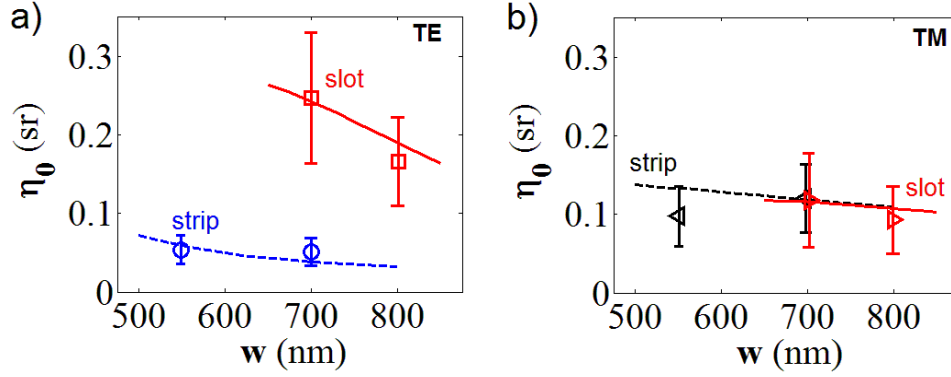 a)
TE
0.3
0.2
0.1
0
η₀ (sr)
slot
strip
500 600 700 800
w (nm)
b)
TM
0.3
0.2
0.1
0
η₀ (sr)
strip
slot
500 600 700 800
w (nm)